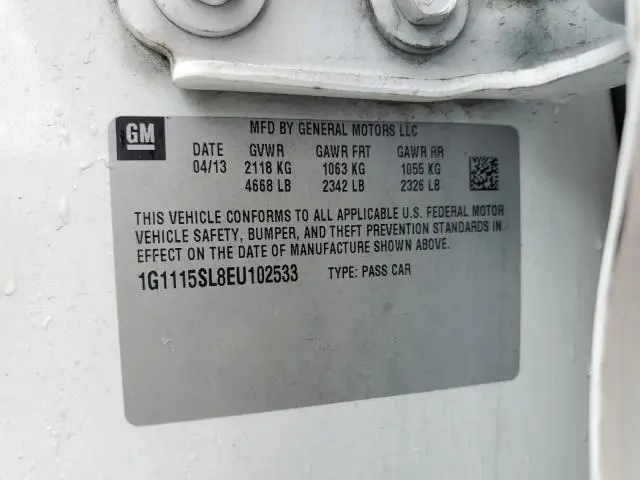 GM
MFD BY GENERAL MOTORS LLC
DATE GVWR GAWR FRT GAWR RR
04/13 2118 KG 1063 KG 1055 KG
4668 LB 2342 LB 2326 LB
THIS VEHICLE CONFORMS TO ALL APPLICABLE U.S. FEDERAL MOTOR
VEHICLE SAFETY, BUMPER, AND THEFT PREVENTION STANDARDS IN
EFFECT ON THE DATE OF MANUFACTURE SHOWN ABOVE.
1G1115SL8EU102533 TYPE: PASS CAR